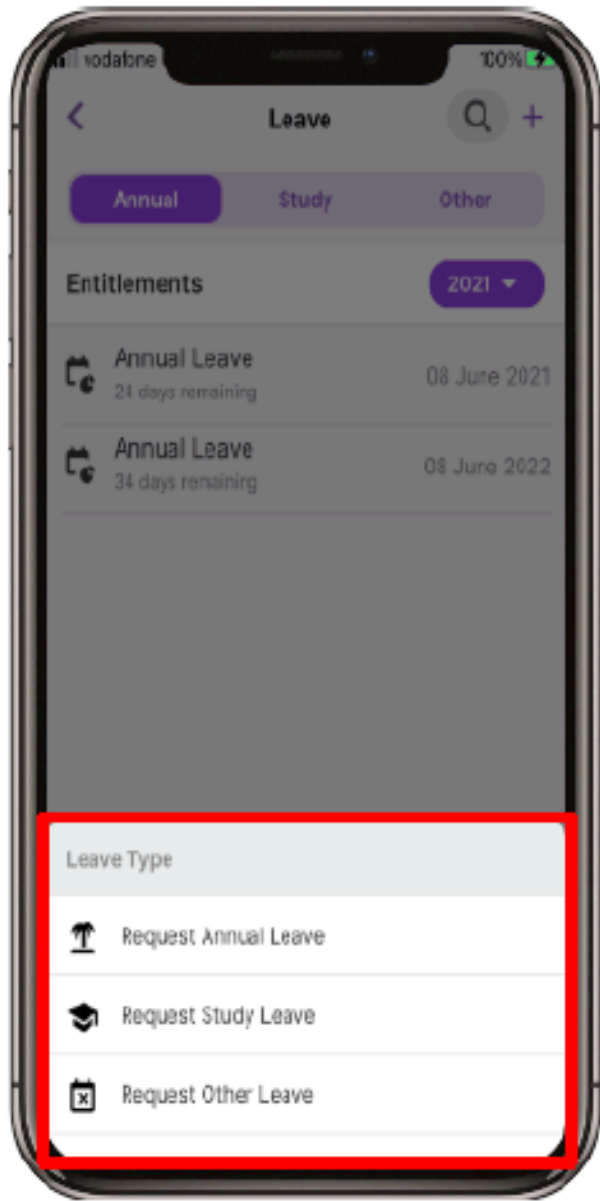 vodafone
100%
Leave
Annual Study Other
Entitlements 2021
Annual Leave
24 days remaining
08 June 2021
Annual Leave
34 days remaining
08 June 2022
Leave Type
Request Annual Leave
Request Study Leave
Request Other Leave